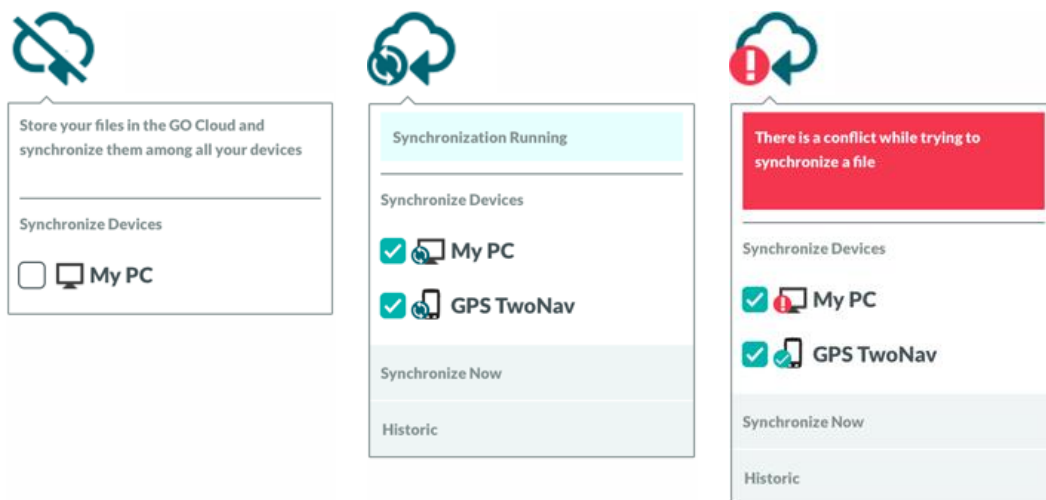 Store your files in the GO Cloud and
synchronize them among all your devices
Synchronize Devices
My PC
Synchronization Running
Synchronize Devices
My PC
GPS TwoNav
Synchronize Now
Historic
There is a conflict while trying to
synchronize a file
Synchronize Devices
My PC
GPS TwoNav
Synchronize Now
Historic